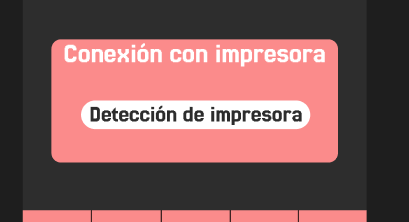 Conexión con impresora
Detección de impresora